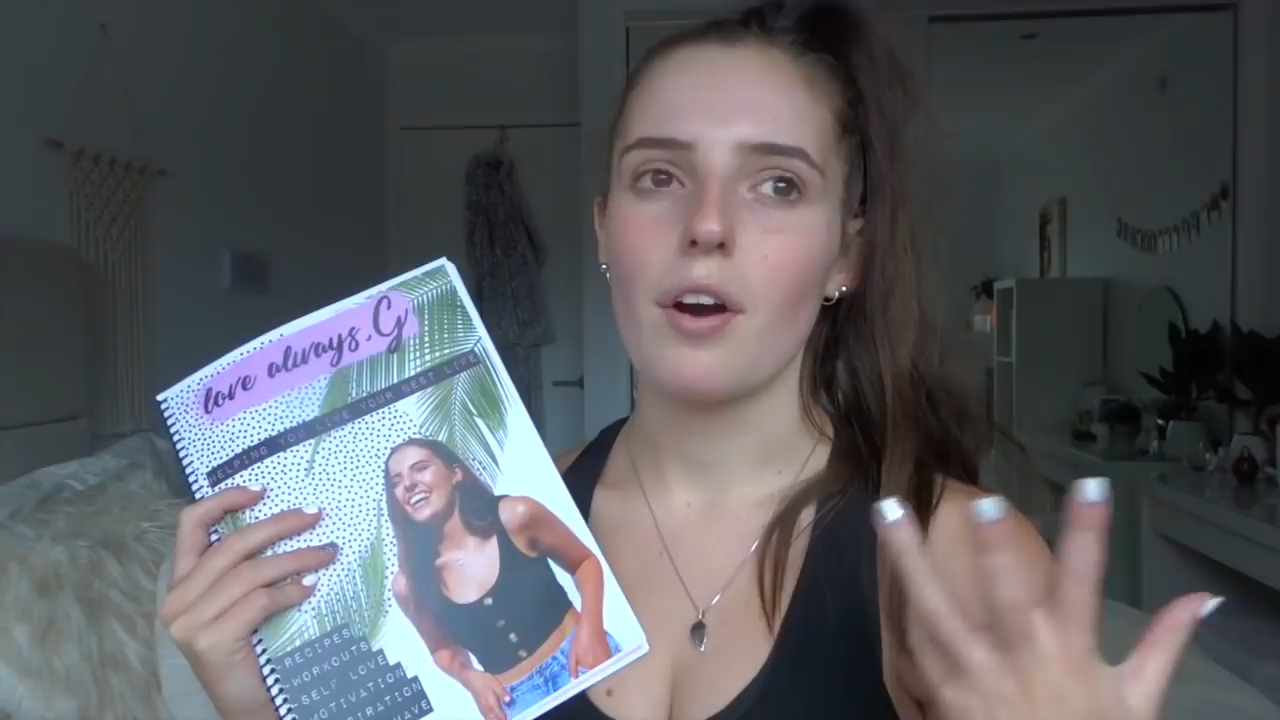 love always, G
HELPING YOU LIVE YOUR BEST LIFE
-RECIPES
-WORKOUTS
-SELF LOVE
MOTIVATION